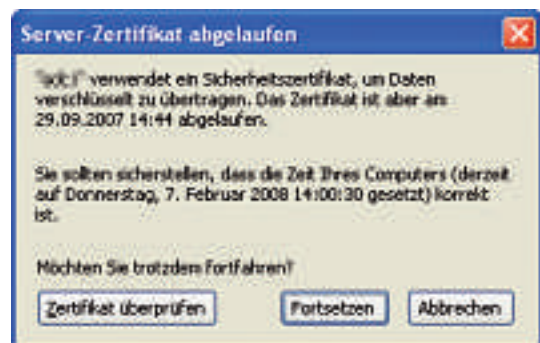 Server-Zertifikat abgelaufen
verwendet ein Sicherheitszertifikat, um Daten
verschlüsselt zu übertragen. Das Zertifikat ist aber am
29.09.2007 14:44 abgelaufen.
Sie sollten sicherstellen, dass die Zeit Ihres Computers (derzeit
auf Donnerstag, 7. Februar 2008 14:00:30 gesetzt) korrekt
ist.
Möchten Sie trotzdem fortfahren?
Zertifikat überprüfen Fortsetzen Abbrechen